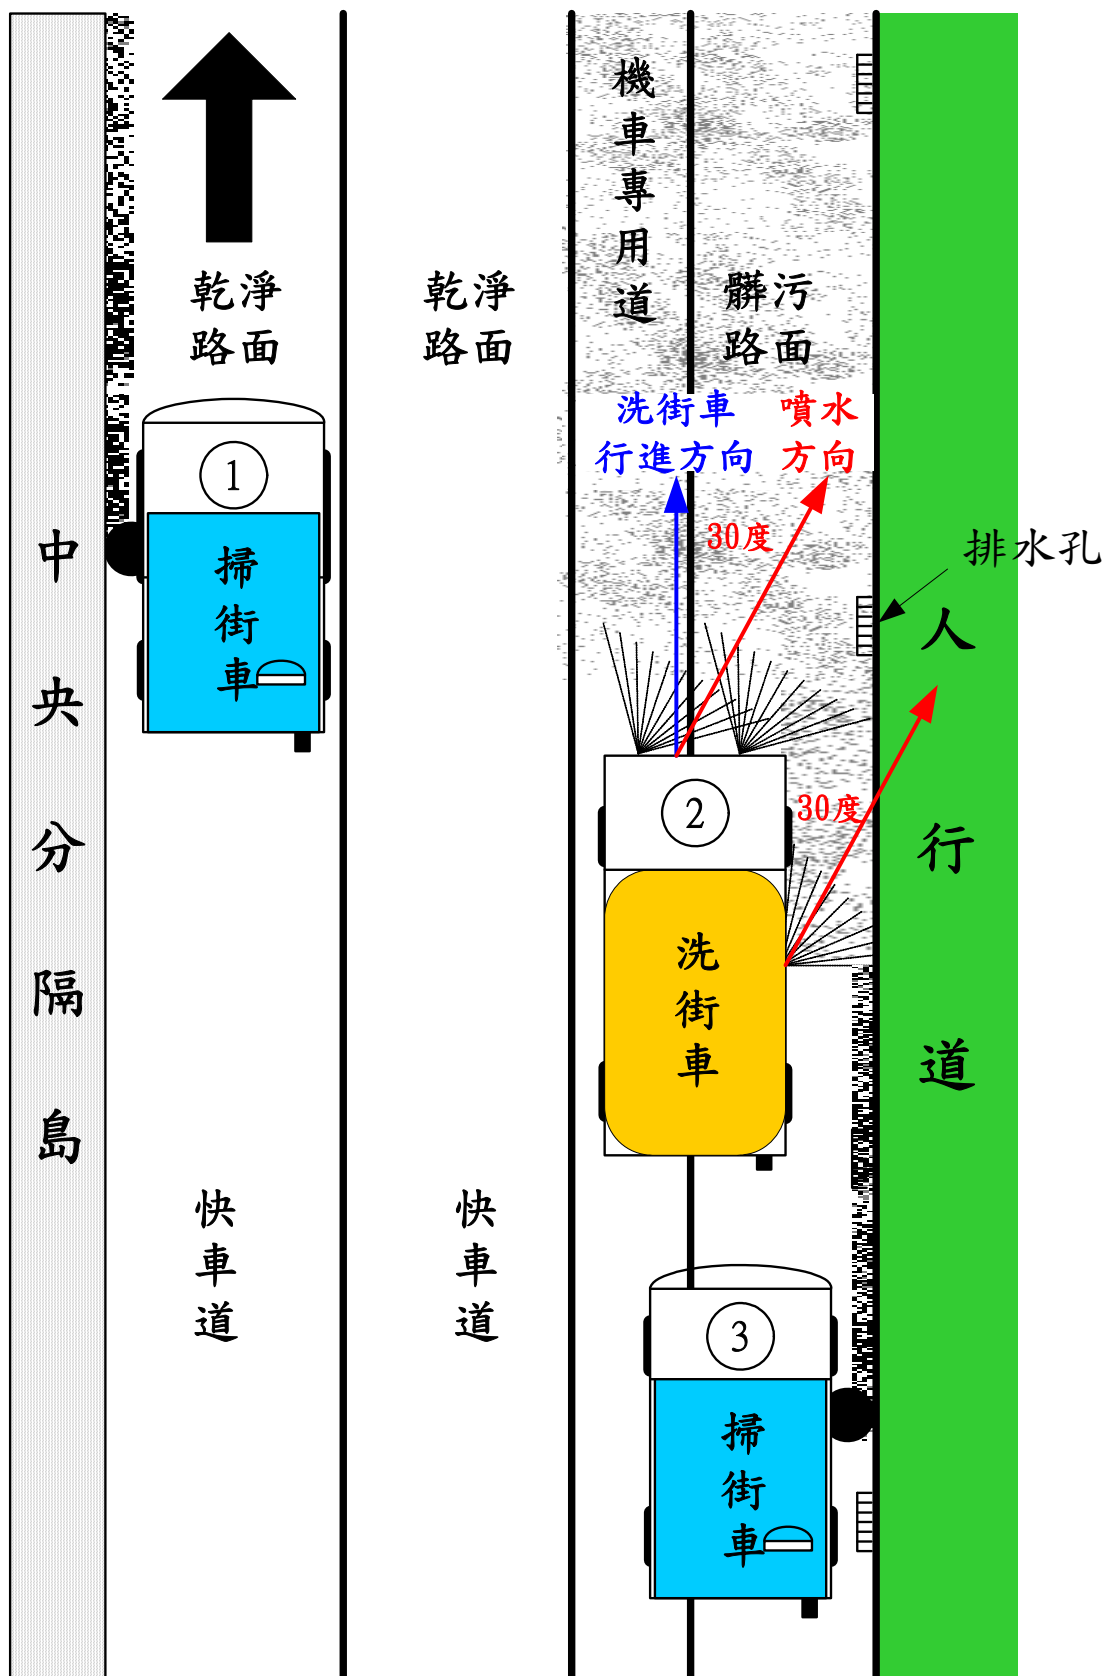 機車專用道
乾淨
路面
乾淨
路面
髒污
路面
洗街車
行進方向
噴水
方向
30度
1
掃街車
排水孔
中央分隔島
人行道
2
30度
洗街車
快車道
快車道
3
掃街車